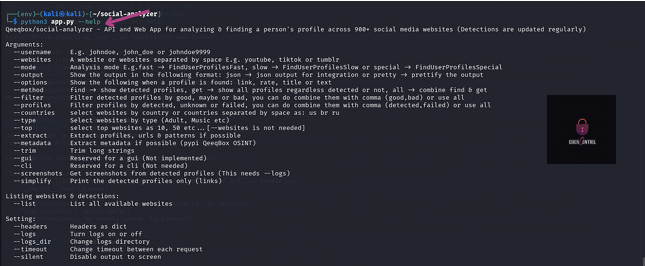 (env)-(kali㉿kali)-[~/social-analyzer]
$ python3 app.py --help
Qeeqbox/social-analyzer - API and Web App for analyzing & finding a person's profile across 900+ social media websites (Detections are updated regularly)
Arguments:
--username E.g. johndoe, john_doe or johndoe9999
--websites A website or websites separated by space E.g. youtube, tiktok or tumblr
--mode Analysis mode E.g.fast → FindUserProfilesFast, slow → FindUserProfilesSlow or special → FindUserProfilesSpecial
--output Show the output in the following format: json → json output for integration or pretty → prettify the output
--options Show the following when a profile is found: link, rate, title or text
--method find → show detected profiles, get → show all profiles regardless detected or not, all → combine find & get
--filter Filter detected profiles by good, maybe or bad, you can do combine them with comma (good,bad) or use all
--profiles Filter profiles by detected, unknown or failed, you can do combine them with comma (detected,failed) or use all
--countries select websites by country or countries separated by space as: us br ru
--type Select websites by type (Adult, Music etc)
--top select top websites as 10, 50 etc...[--websites is not needed]
--extract Extract profiles, urls & patterns if possible
--metadata Extract metadata if possible (pypi QeeqBox OSINT)
--trim Trim long strings
--gui Reserved for a gui (Not implemented)
--cli Reserved for a cli (Not needed)
--screenshots Get screenshots from detected profiles (This needs --logs)
--simplify Print the detected profiles only (links)
Listing websites & detections:
--list List all available websites
Setting:
--headers Headers as dict
--logs Turn logs on or off
--logs_dir Change logs directory
--timeout Change timeout between each request
--silent Disable output to screen